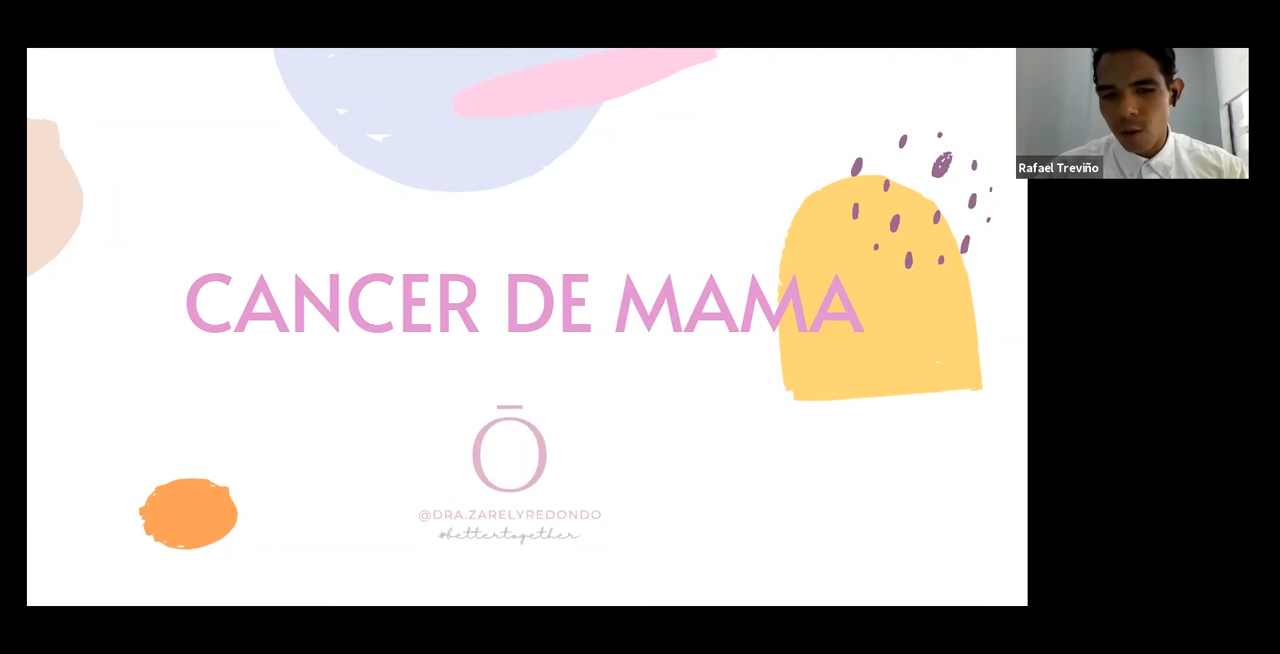 CANCER DE MAMA
Ō
@DRA.ZARELYREDONDO
#bettertogether
Rafael Treviño